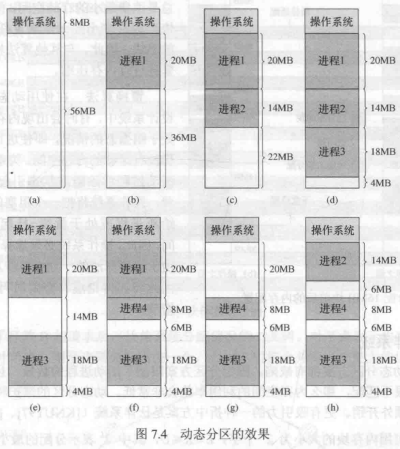 操作系统
8MB
56MB
(a)
操作系统
进程1
20MB
36MB
(b)
操作系统
进程1
20MB
进程2
14MB
22MB
(c)
操作系统
进程1
20MB
进程2
14MB
进程3
18MB
4MB
(d)
操作系统
进程1
20MB
14MB
进程3
18MB
4MB
(e)
操作系统
进程1
20MB
进程4
8MB
6MB
进程3
18MB
4MB
(f)
操作系统
20MB
进程4
8MB
6MB
进程3
18MB
4MB
(g)
操作系统
进程2
14MB
6MB
进程4
8MB
6MB
进程3
18MB
4MB
(h)
图 7.4 动态分区的效果